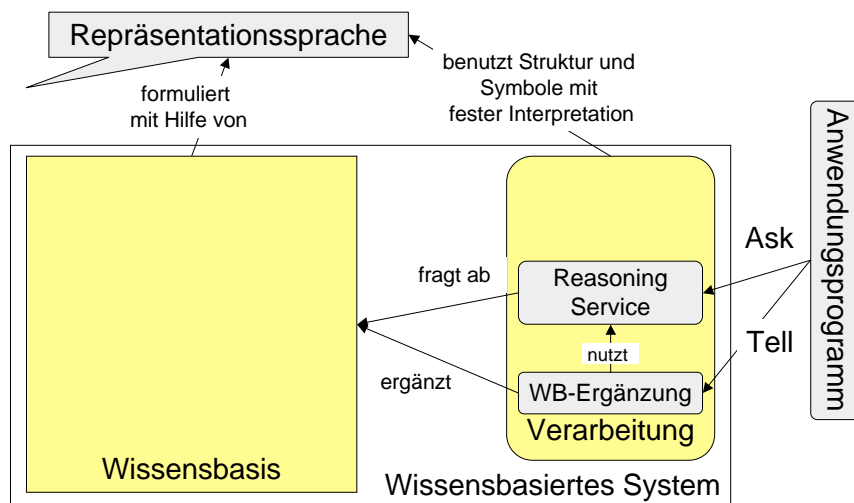 Repräsentationssprache
benutzt Struktur und
Symbole mit
fester Interpretation
formuliert
mit Hilfe von
Anwendungsprogramm
Ask
fragt ab
Reasoning
Service
Tell
nutzt
ergänzt
WB-Ergänzung
Verarbeitung
Wissensbasis
Wissensbasiertes System